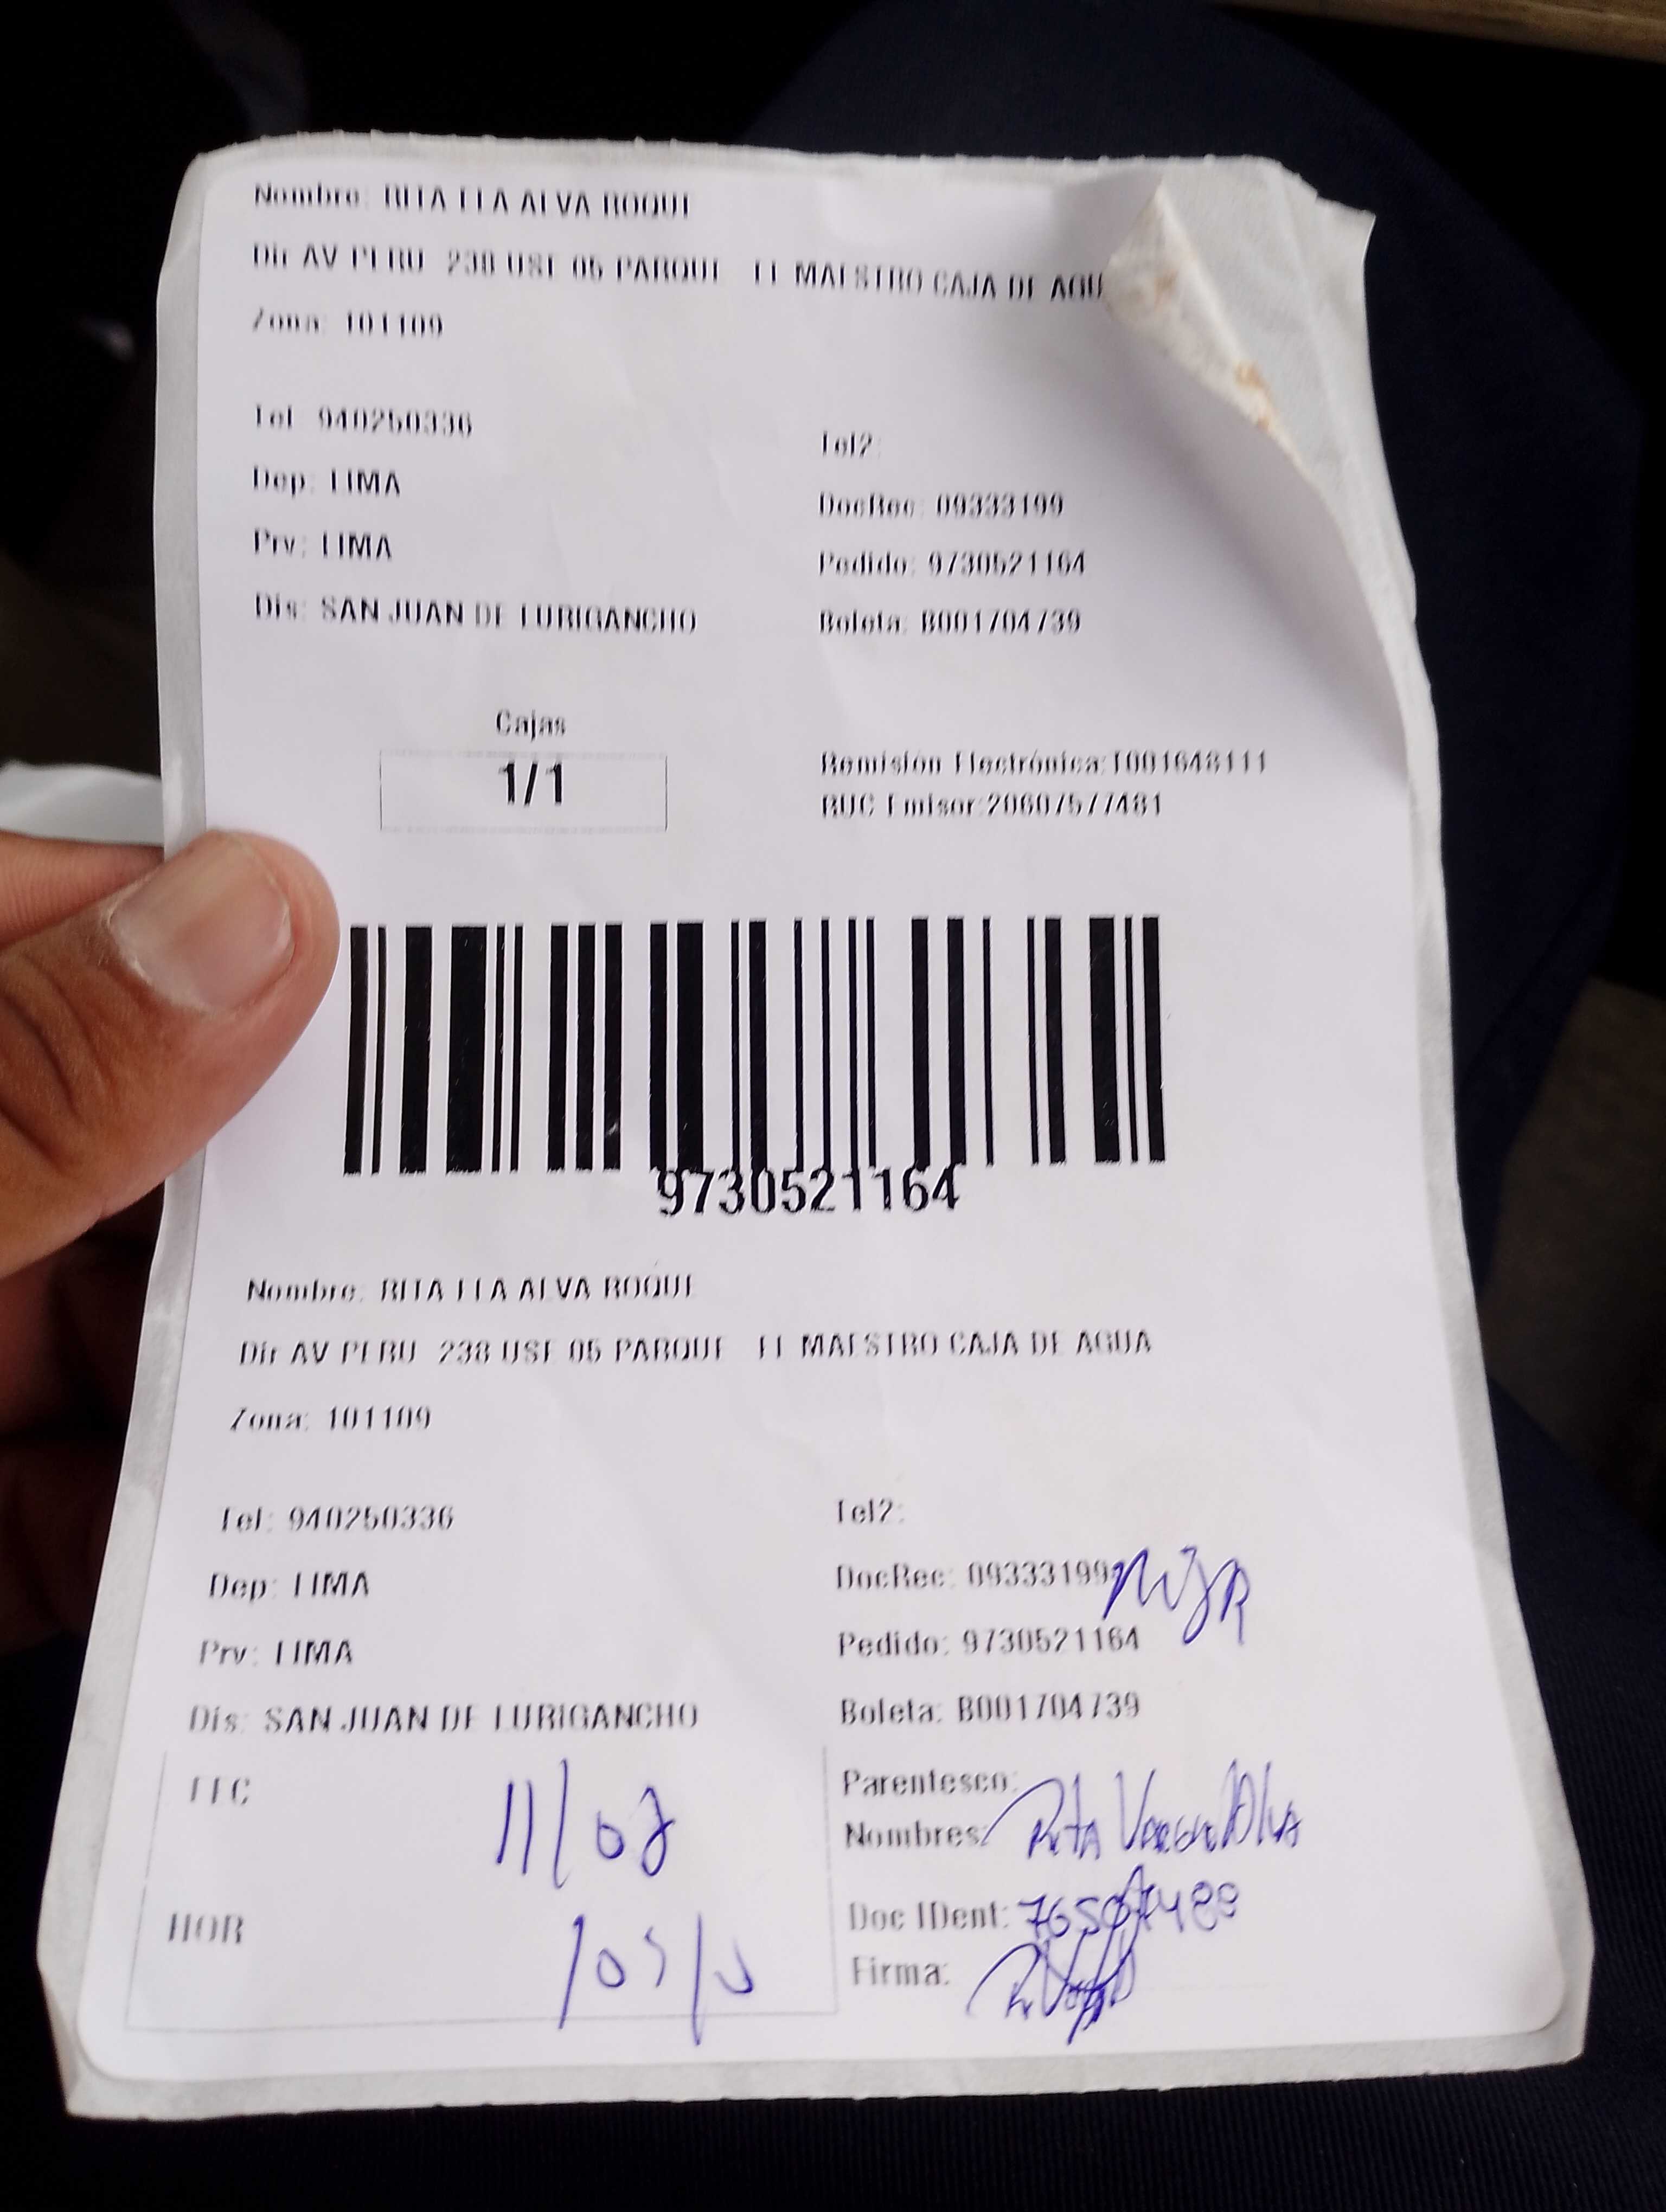 Nombre: RITA ELA ALVA ROQUE
Dir AV PERU 238 USE 05 PARQUE EL MAESTRO CAJA DE AGU
Zona: 101109
Tel: 940250336
Tel2:
Dep: LIMA
DocRec: 09333199
Prv: LIMA
Pedido: 9730521164
Dis: SAN JUAN DE LURIGANCHO
Boleta: B001704739
Cajas
1/1
Remisión Electrónica:T001648111
RUC Emisor:20607577481
9730521164
Nombre: RITA ELA ALVA ROQUE
Dir AV PERU 238 USE 05 PARQUE EL MAESTRO CAJA DE AGUA
Zona: 101109
Tel: 940250336
Tel2:
Dep: LIMA
DocRec: 09333199
Prv: LIMA
Pedido: 9730521164
Dis: SAN JUAN DE LURIGANCHO
Boleta: B001704739
FEC 11/08
Parentesco:
Nombres: Rita Alva
HOR
Doc IDent:
Firma: